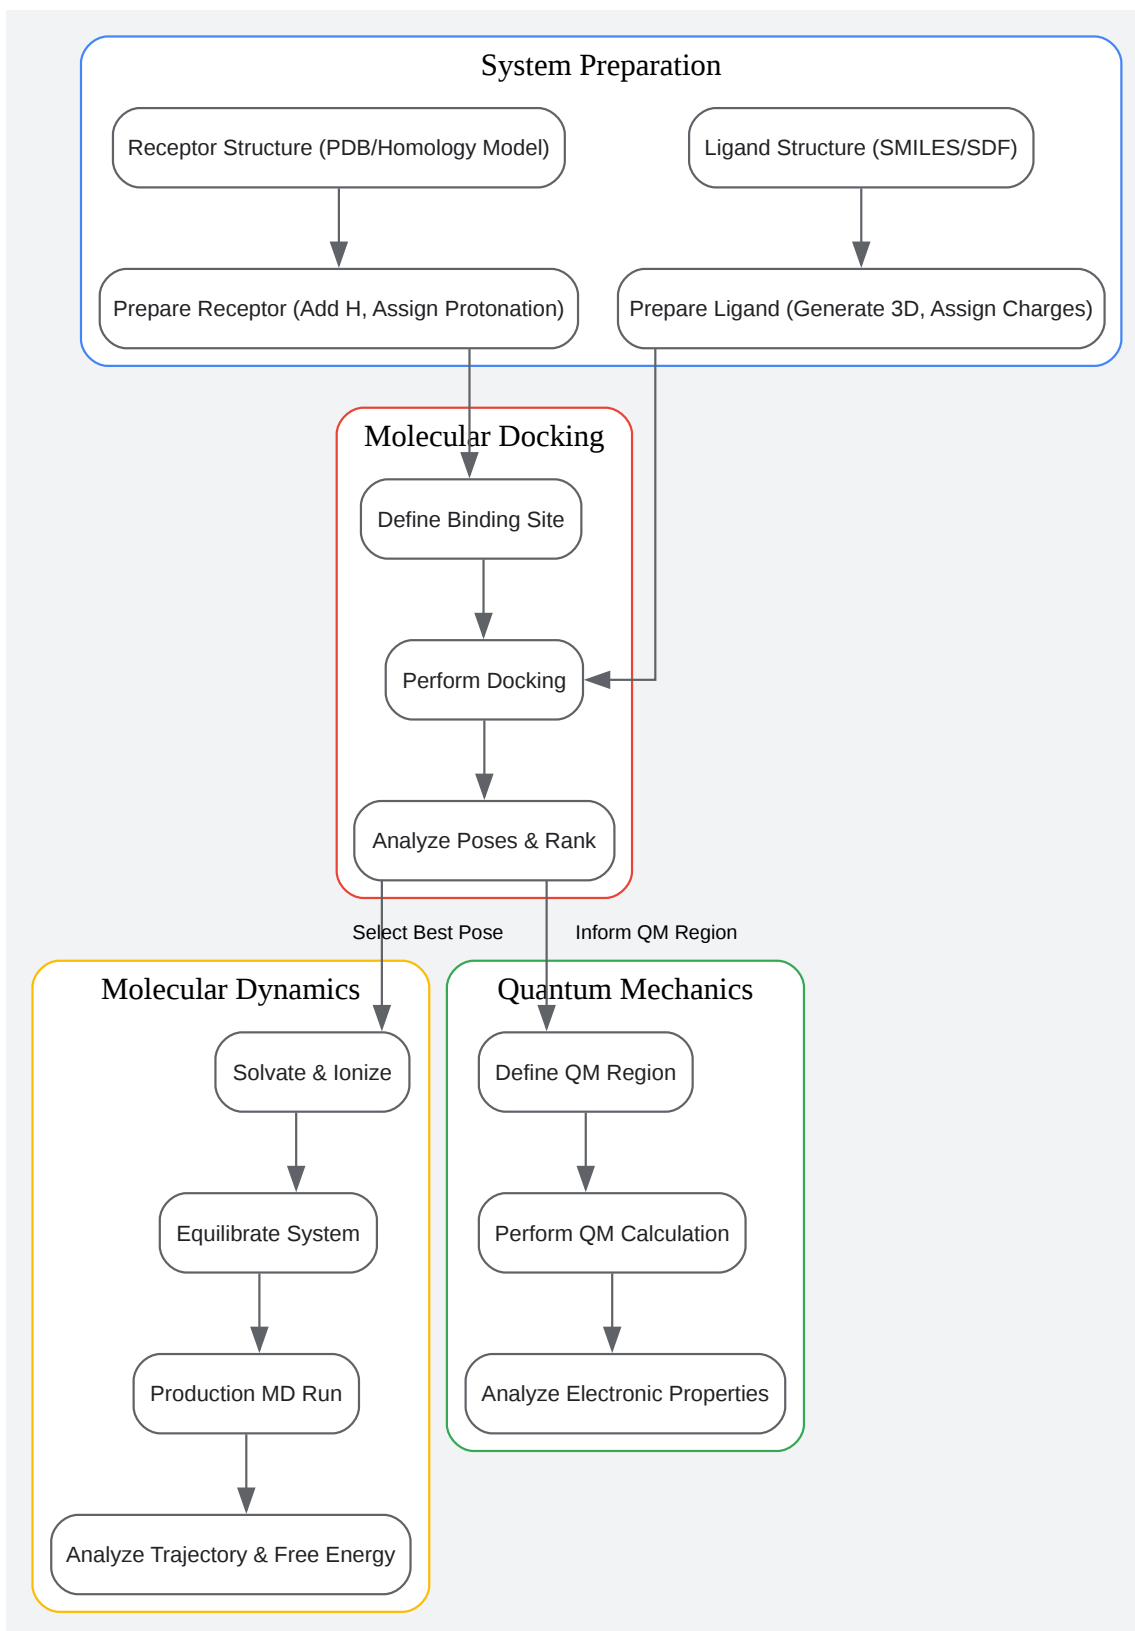 System Preparation
Receptor Structure (PDB/Homology Model)
Ligand Structure (SMILES/SDF)
Prepare Receptor (Add H, Assign Protonation)
Prepare Ligand (Generate 3D, Assign Charges)
Molecular Docking
Define Binding Site
Perform Docking
Analyze Poses & Rank
Select Best Pose
Inform QM Region
Molecular Dynamics
Solvate & Ionize
Equilibrate System
Production MD Run
Analyze Trajectory & Free Energy
Quantum Mechanics
Define QM Region
Perform QM Calculation
Analyze Electronic Properties